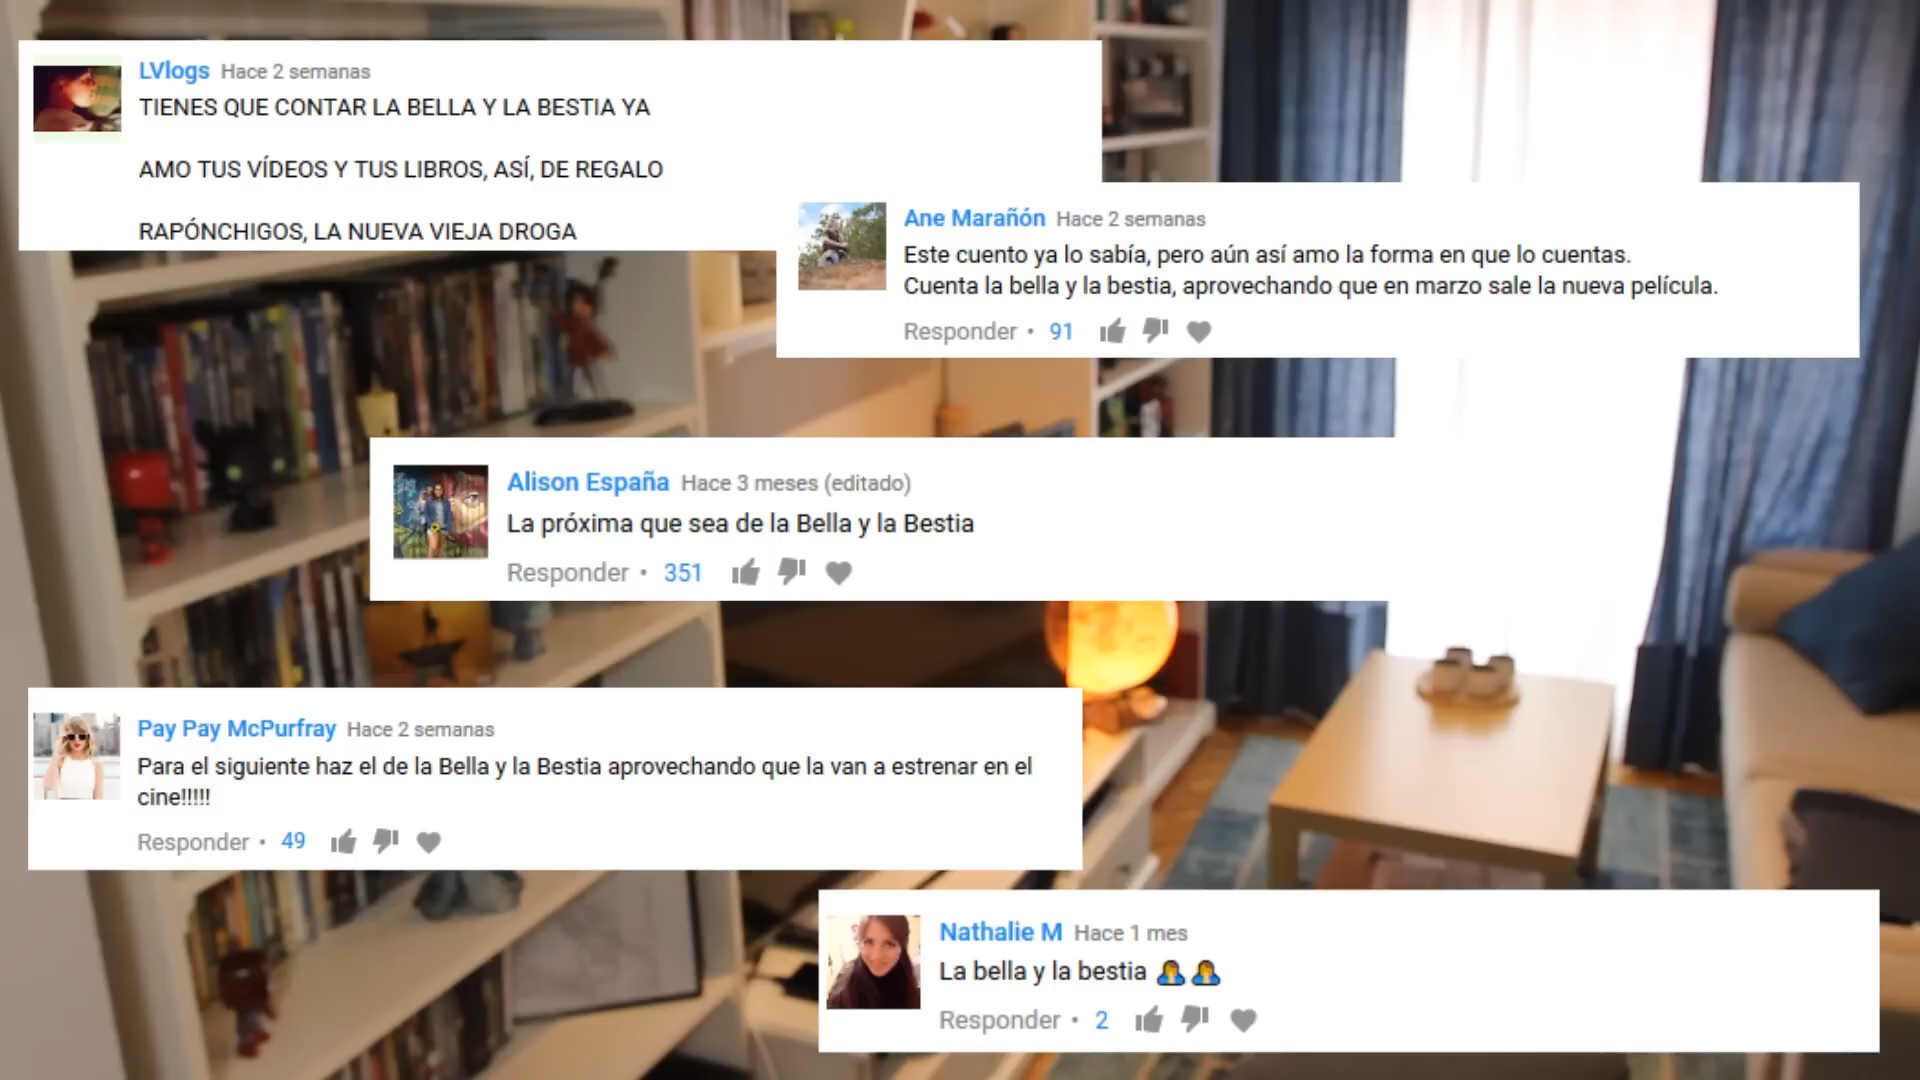 LVlogs Hace 2 semanas
TIENES QUE CONTAR LA BELLA Y LA BESTIA YA
AMO TUS VÍDEOS Y TUS LIBROS, ASÍ, DE REGALO
RAPÓNCHIGOS, LA NUEVA VIEJA DROGA
Ane Marañón Hace 2 semanas
Este cuento ya lo sabía, pero aún así amo la forma en que lo cuentas.
Cuenta la bella y la bestia, aprovechando que en marzo sale la nueva película.
Responder • 91
Alison España Hace 3 meses (editado)
La próxima que sea de la Bella y la Bestia
Responder • 351
Pay Pay McPurfray Hace 2 semanas
Para el siguiente haz el de la Bella y la Bestia aprovechando que la van a estrenar en el
cine!!!!!
Responder • 49
Nathalie M Hace 1 mes
La bella y la bestia 🤦‍♀️🤦‍♀️
Responder • 2